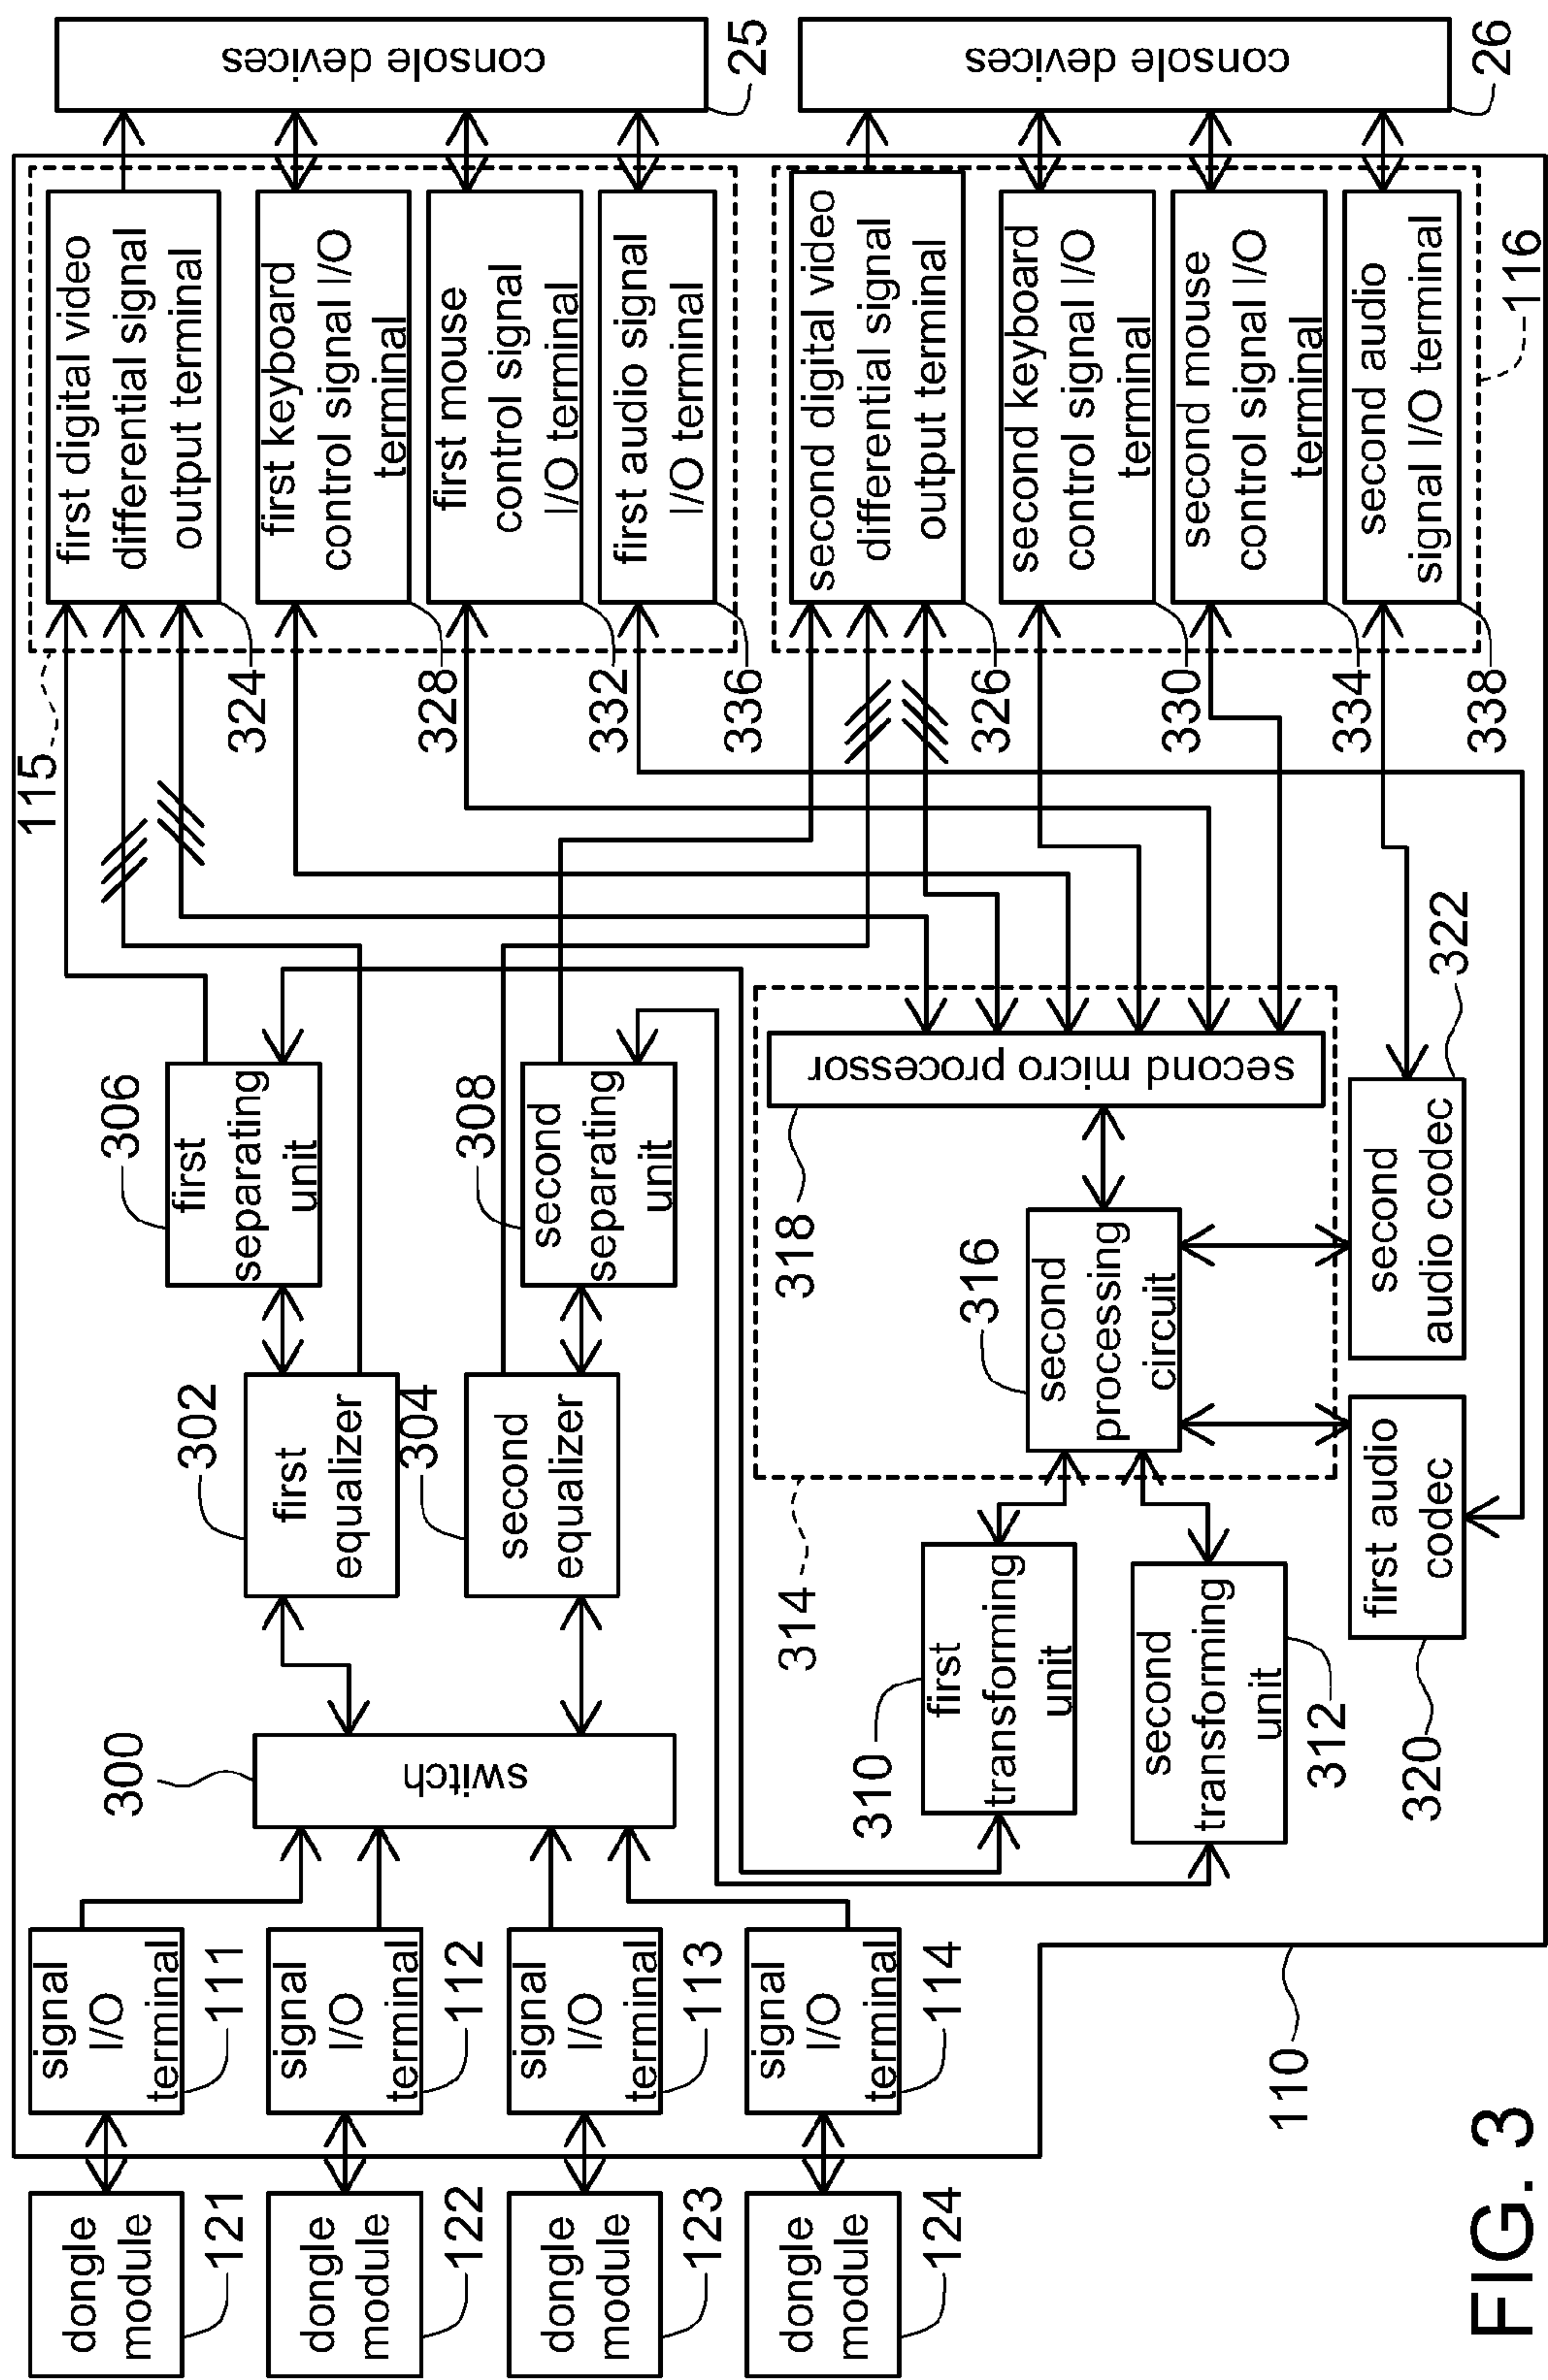 dongle
module
121
dongle
module
122
dongle
module
123
dongle
module
124
signal
I/O
terminal
111
signal
I/O
terminal
112
signal
I/O
terminal
113
signal
I/O
terminal
114
110
switch
300
first
equalizer
302
second
equalizer
304
first
separating
unit
306
second
separating
unit
308
first
transforming
unit
310
second
transforming
unit
312
314
second
processing
circuit
316
second micro processor
318
first audio
codec
320
second
audio codec
322
115
first digital video
differential signal
output terminal
324
first keyboard
control signal I/O
terminal
328
first mouse
control signal
I/O terminal
332
first audio signal
I/O terminal
336
second digital video
differential signal
output terminal
326
second keyboard
control signal I/O
terminal
330
second mouse
control signal I/O
terminal
334
second audio
signal I/O terminal
338
116
console devices
25
console devices
26
FIG. 3